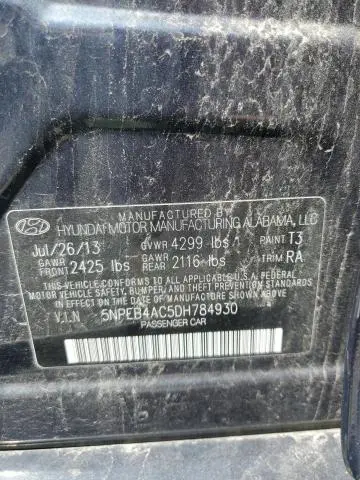 MANUFACTURED BY
HYUNDAI MOTOR MANUFACTURING ALABAMA, LLC
Jul/26/13 GVWR 4299 lbs PAINT T3
GAWR FRONT 2425 lbs GAWR REAR 2116 lbs TRIM RA
THIS VEHICLE CONFORMS TO ALL APPLICABLE U.S.A. FEDERAL
MOTOR VEHICLE SAFETY, BUMPER, AND THEFT PREVENTION STANDARDS
IN EFFECT ON THE DATE OF MANUFACTURE SHOWN ABOVE.
V.I.N 5NPEB4AC5DH784930
PASSENGER CAR